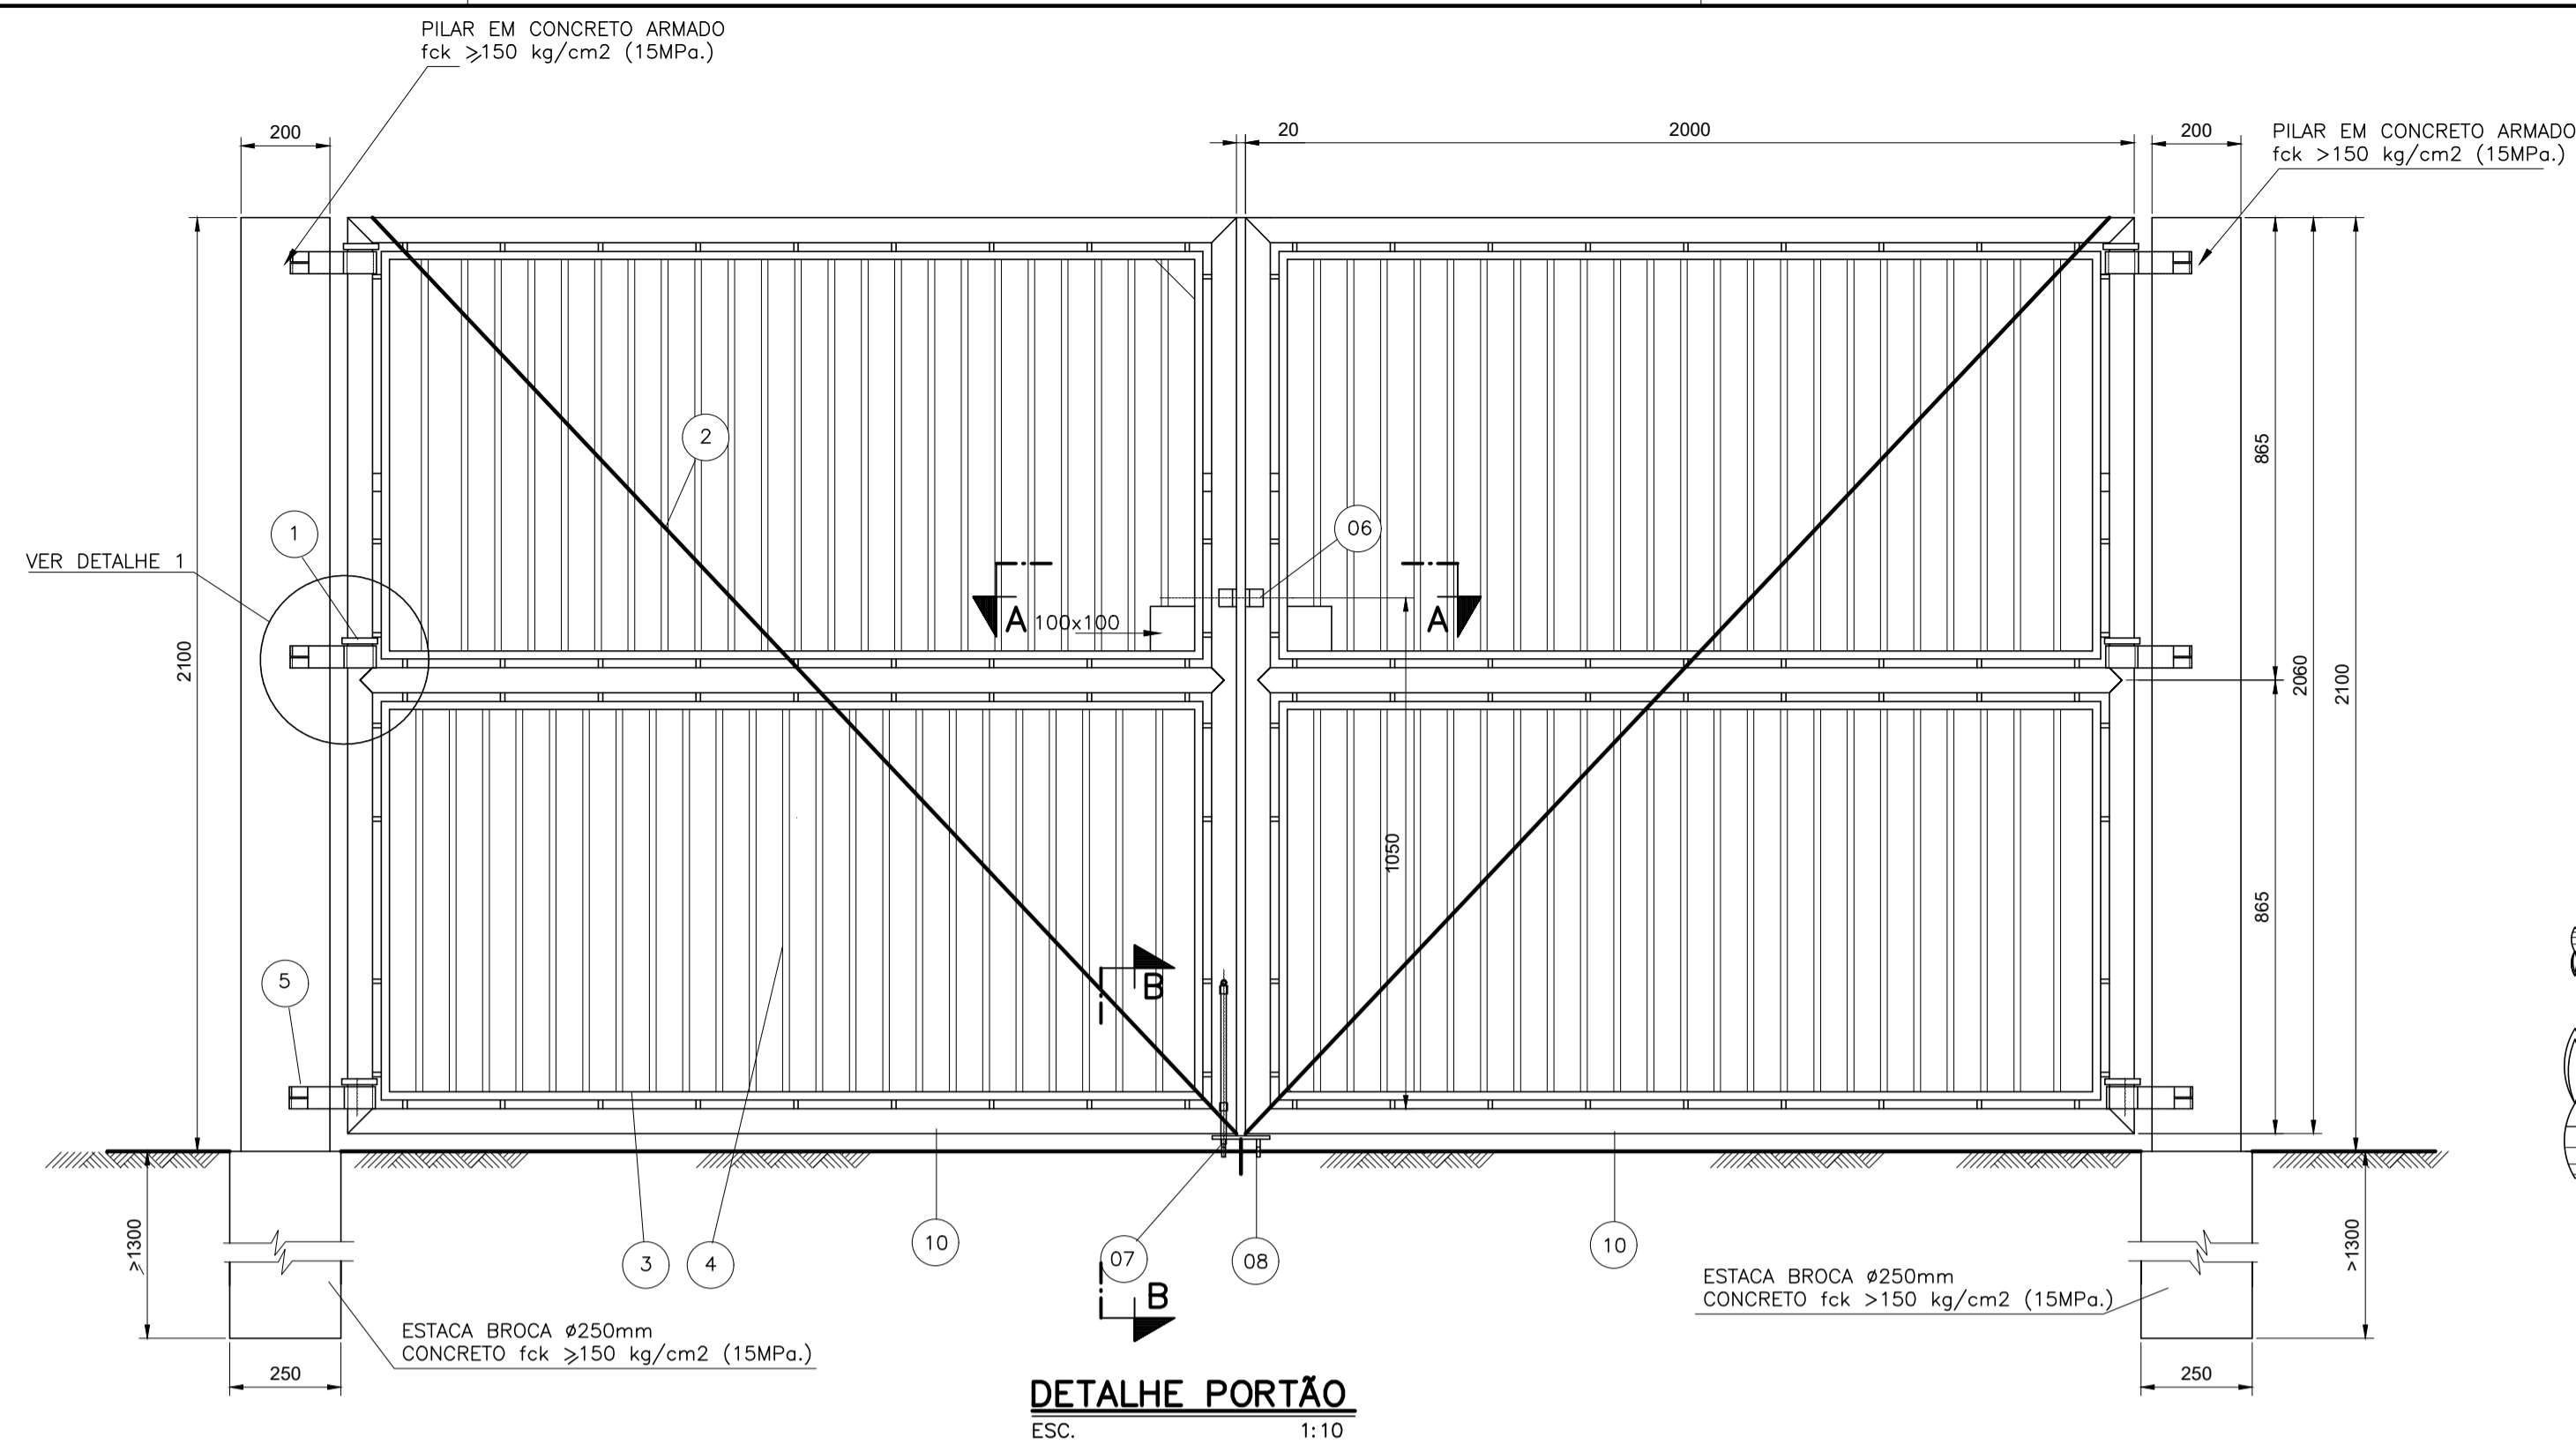 PILAR EM CONCRETO ARMADO
fck ⩾150 kg/cm2 (15MPa.)
200
20
2000
200
PILAR EM CONCRETO ARMADO
fck >150 kg/cm2 (15MPa.)
2
1
06
VER DETALHE 1
A
100x100
A
865
2100
2060
2100
1050
865
5
B
3
4
10
07
08
10
⩾1300
>1300
B
ESTACA BROCA ø250mm
CONCRETO fck >150 kg/cm2 (15MPa.)
ESTACA BROCA ø250mm
CONCRETO fck ⩾150 kg/cm2 (15MPa.)
250
250
DETALHE PORTÃO
ESC. 1:10